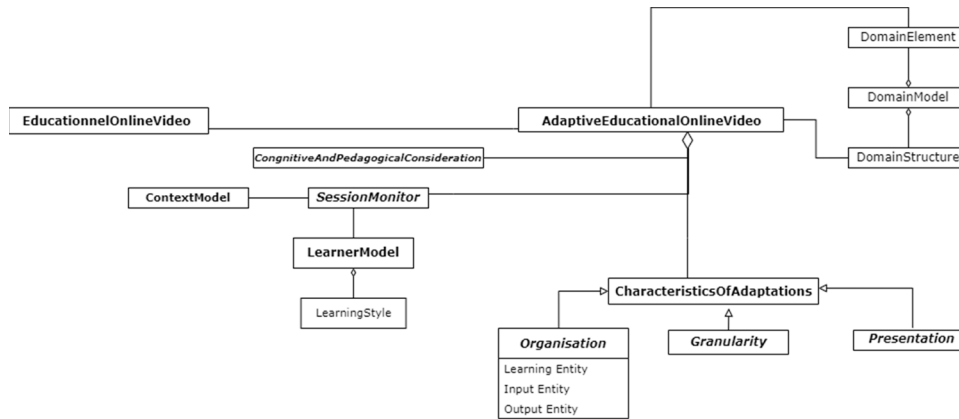 DomainElement
DomainModel
EducationnelOnlineVideo
AdaptiveEducationalOnlineVideo
CongnitiveAndPedagogicalConsideration
DomainStructure
ContextModel
SessionMonitor
LearnerModel
LearningStyle
CharacteristicsOfAdaptations
Organisation
Learning Entity
Input Entity
Output Entity
Granularity
Presentation